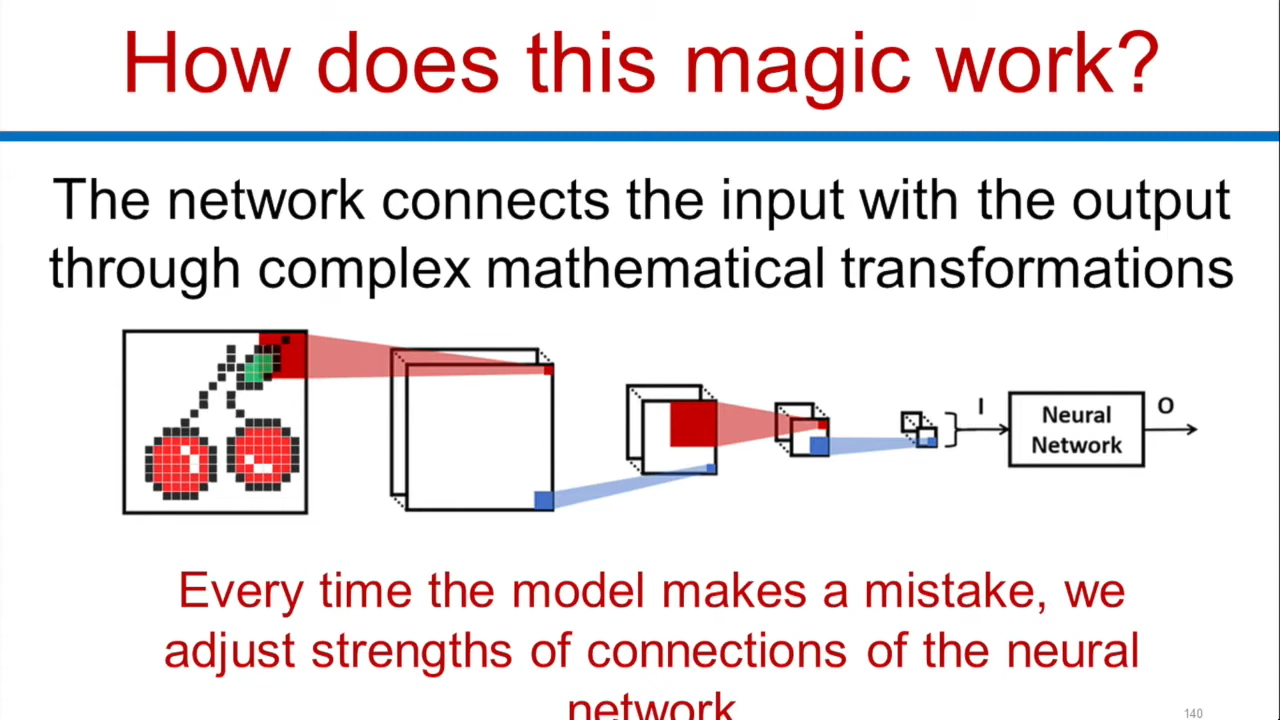 How does this magic work?
The network connects the input with the output
through complex mathematical transformations
I
Neural
Network
O
Every time the model makes a mistake, we
adjust strengths of connections of the neural
network
140